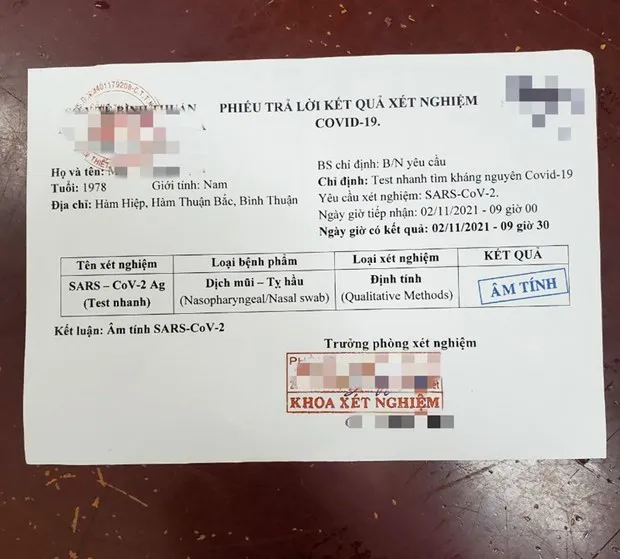 PHIẾU TRẢ LỜI KẾT QUẢ XÉT NGHIỆM
COVID-19.
Họ và tên: M
Tuổi: 1978 Giới tính: Nam
Địa chỉ: Hàm Hiệp, Hàm Thuận Bắc, Bình Thuận
BS chỉ định: B/N yêu cầu
Chỉ định: Test nhanh tìm kháng nguyên Covid-19
Yêu cầu xét nghiệm: SARS-CoV-2.
Ngày giờ tiếp nhận: 02/11/2021 - 09 giờ 00
Ngày giờ có kết quả: 02/11/2021 - 09 giờ 30
Tên xét nghiệm Loại bệnh phẩm Loại xét nghiệm KẾT QUẢ
SARS – CoV-2 Ag Dịch mũi – Tỵ hầu Định tính ÂM TÍNH
(Test nhanh) (Nasopharyngeal/Nasal swab) (Qualitative Methods)
Kết luận: Âm tính SARS-CoV-2
Trưởng phòng xét nghiệm
KHOA XÉT NGHIỆM